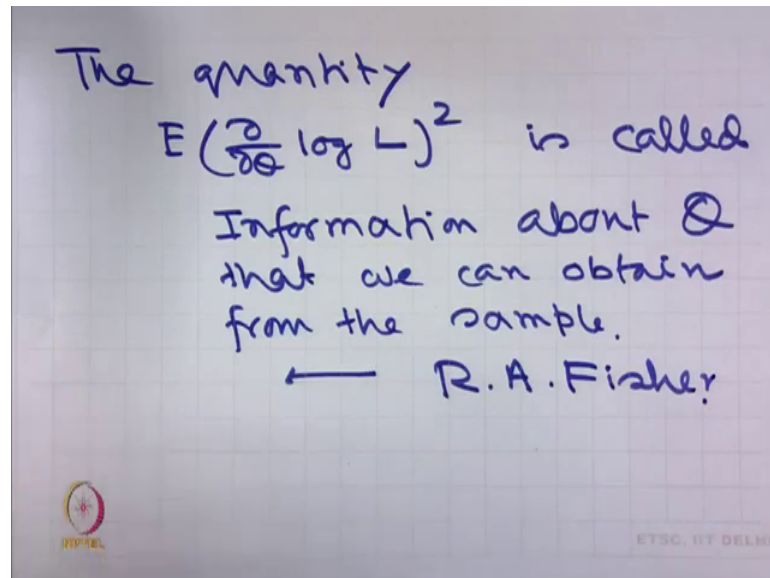 The quantity
E(∂/∂θ log L)² is called
Information about θ
that we can obtain
from the sample.
← R.A.Fisher.
NPTEL
ETSC, IIT DELHI